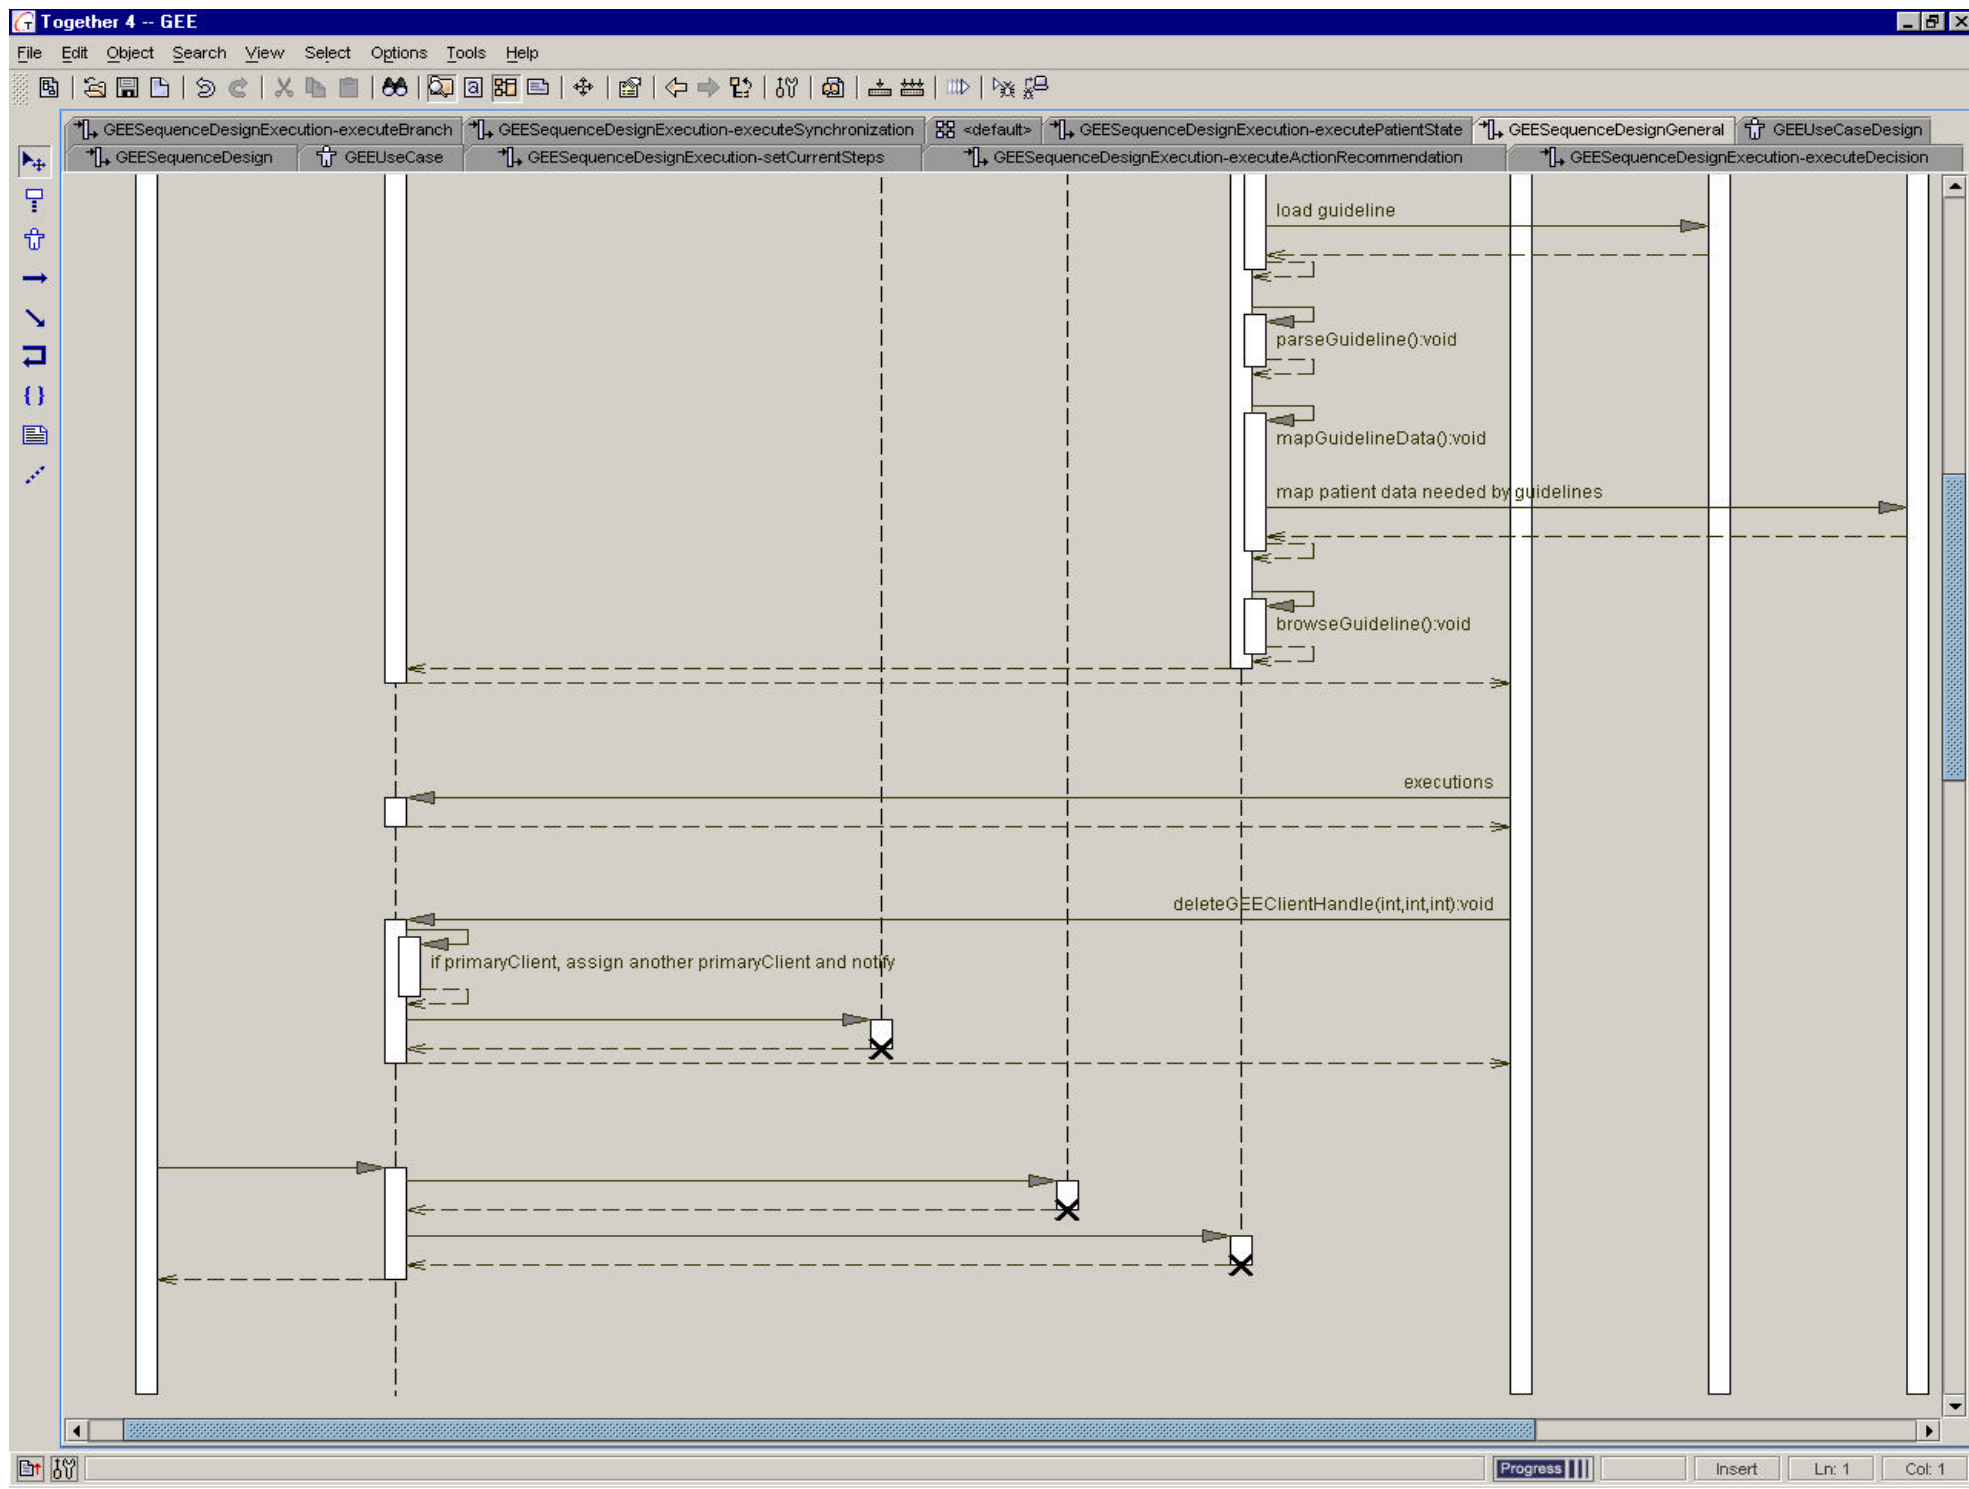 Together 4 -- GEE
File Edit Object Search View Select Options Tools Help
GEESequenceDesignExecution-executeBranch GEESequenceDesignExecution-executeSynchronization <default> GEESequenceDesignExecution-executePatientState GEESequenceDesignGeneral GEEUseCaseDesign
GEESequenceDesign GEEUseCase GEESequenceDesignExecution-setCurrentSteps GEESequenceDesignExecution-executeActionRecommendation GEESequenceDesignExecution-executeDecision
load guideline
parseGuideline():void
mapGuidelineData():void
map patient data needed by guidelines
browseGuideline():void
executions
deleteGEEClientHandle(int,int,int):void
if primaryClient, assign another primaryClient and notify
Progress Insert Ln: 1 Col: 1